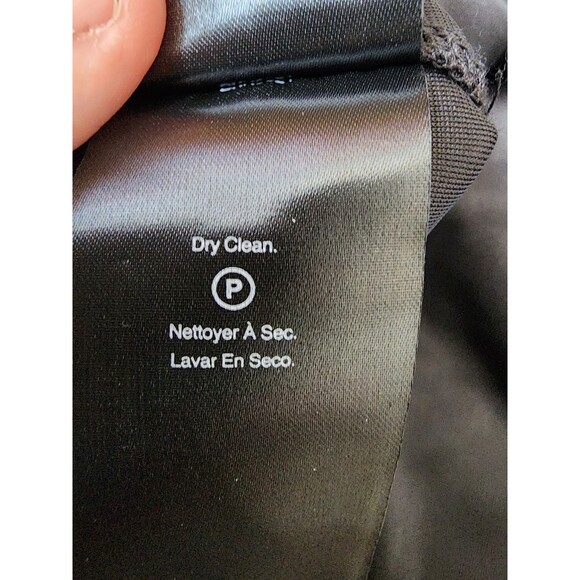 Dry Clean.
P
Nettoyer À Sec.
Lavar En Seco.